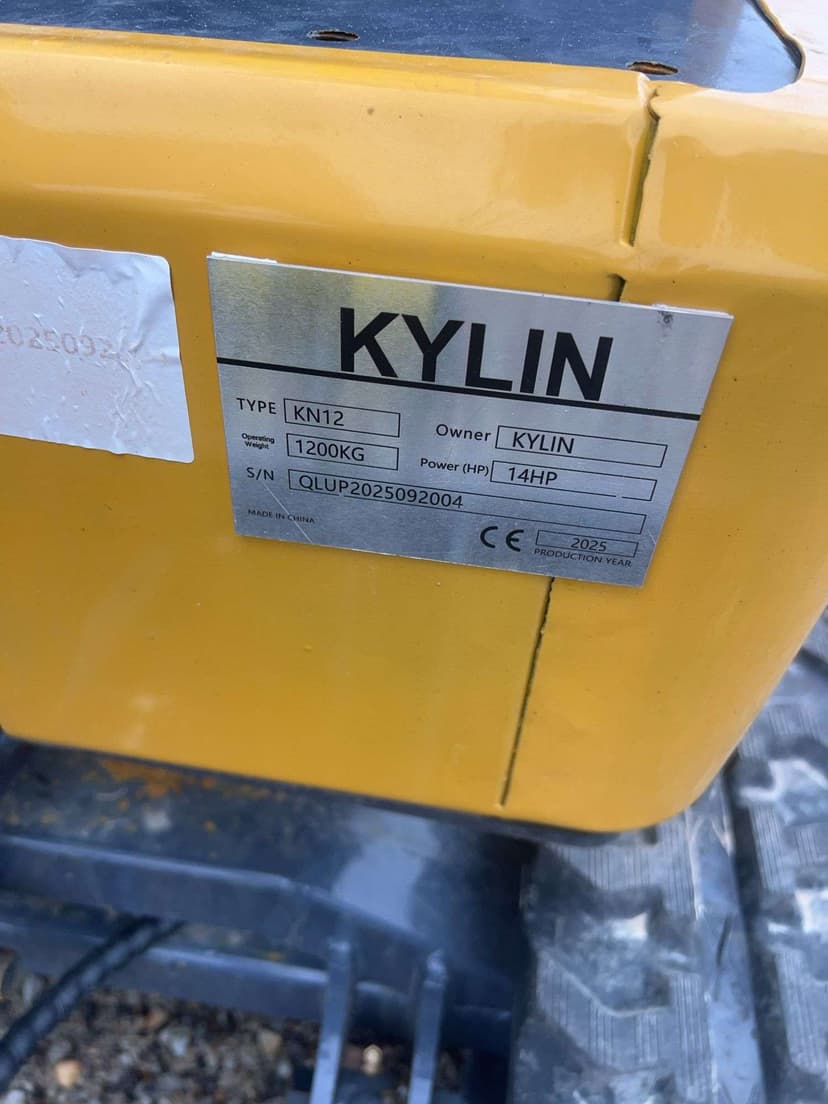 KYLIN
TYPE KN12
Owner KYLIN
Operating Weight 1200KG
Power (HP) 14HP
S/N QLUP2025092004
MADE IN CHINA
CE 2025
PRODUCTION YEAR